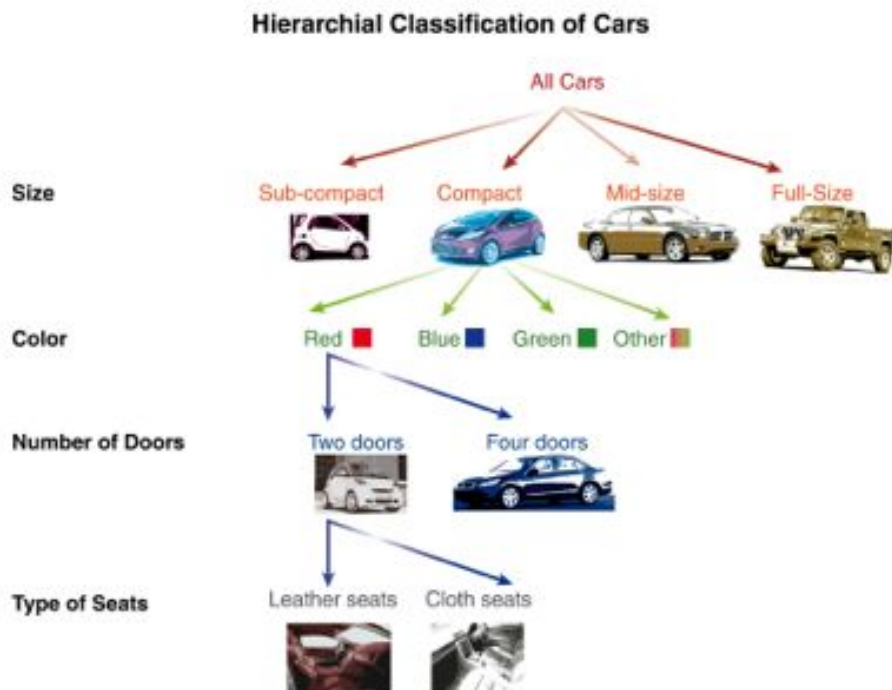 Hierarchial Classification of Cars
All Cars
Size
Sub-compact
Compact
Mid-size
Full-Size
Color
Red
Blue
Green
Other
Number of Doors
Two doors
Four doors
Type of Seats
Leather seats
Cloth seats